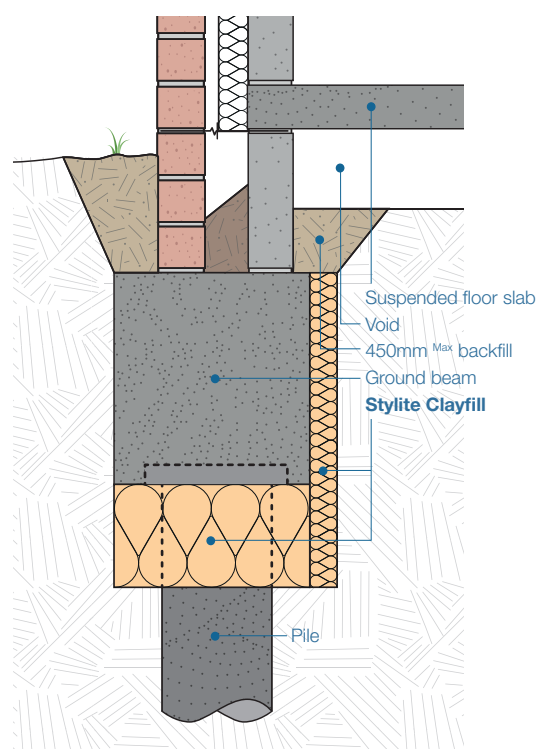 Suspended floor slab
Void
450mm Max backfill
Ground beam
Stylite Clayfill
Pile